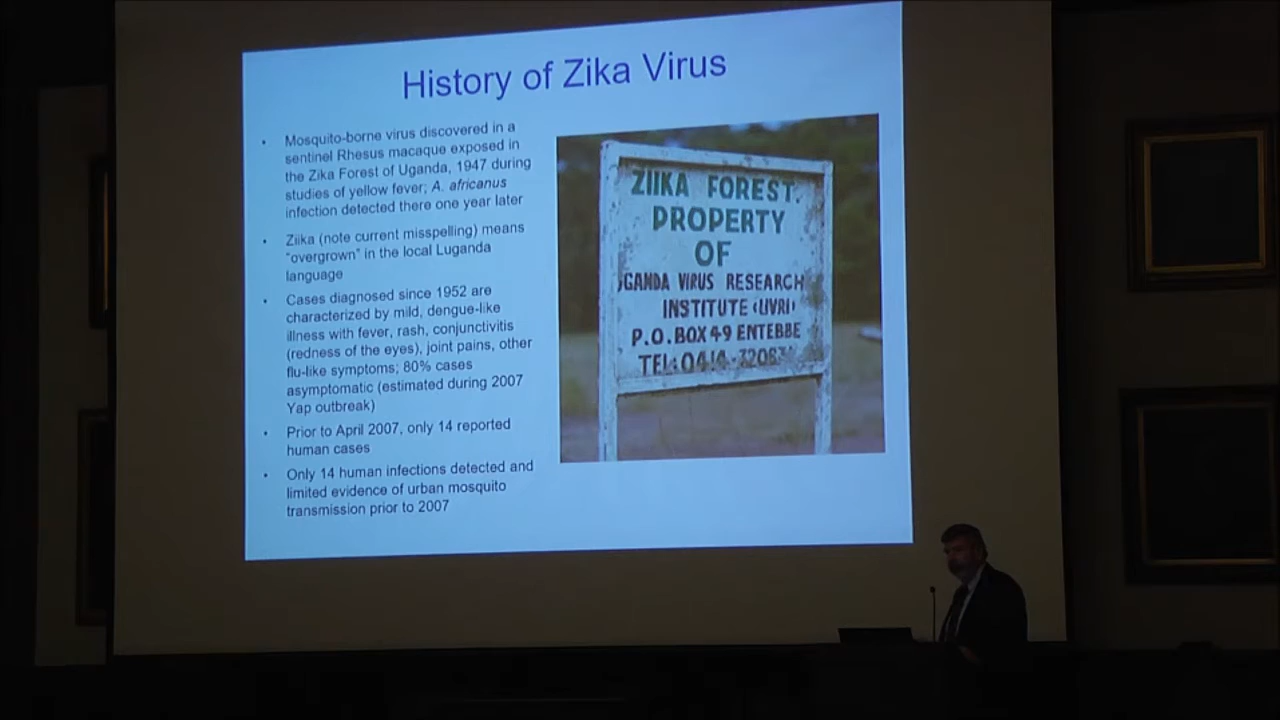 History of Zika Virus
• Mosquito-borne virus discovered in a
sentinel Rhesus macaque exposed in
the Zika Forest of Uganda, 1947 during
studies of yellow fever; A. africanus
infection detected there one year later
• Ziika (note current misspelling) means
"overgrown" in the local Luganda
language
• Cases diagnosed since 1952 are
characterized by mild, dengue-like
illness with fever, rash, conjunctivitis
(redness of the eyes), joint pains, other
flu-like symptoms; 80% cases
asymptomatic (estimated during 2007
Yap outbreak)
• Prior to April 2007, only 14 reported
human cases
• Only 14 human infections detected and
limited evidence of urban mosquito
transmission prior to 2007
ZIIKA FOREST.
PROPERTY
OF
UGANDA VIRUS RESEARCH
INSTITUTE (UVRI)
P.O.BOX 49 ENTEBBE
TEL: